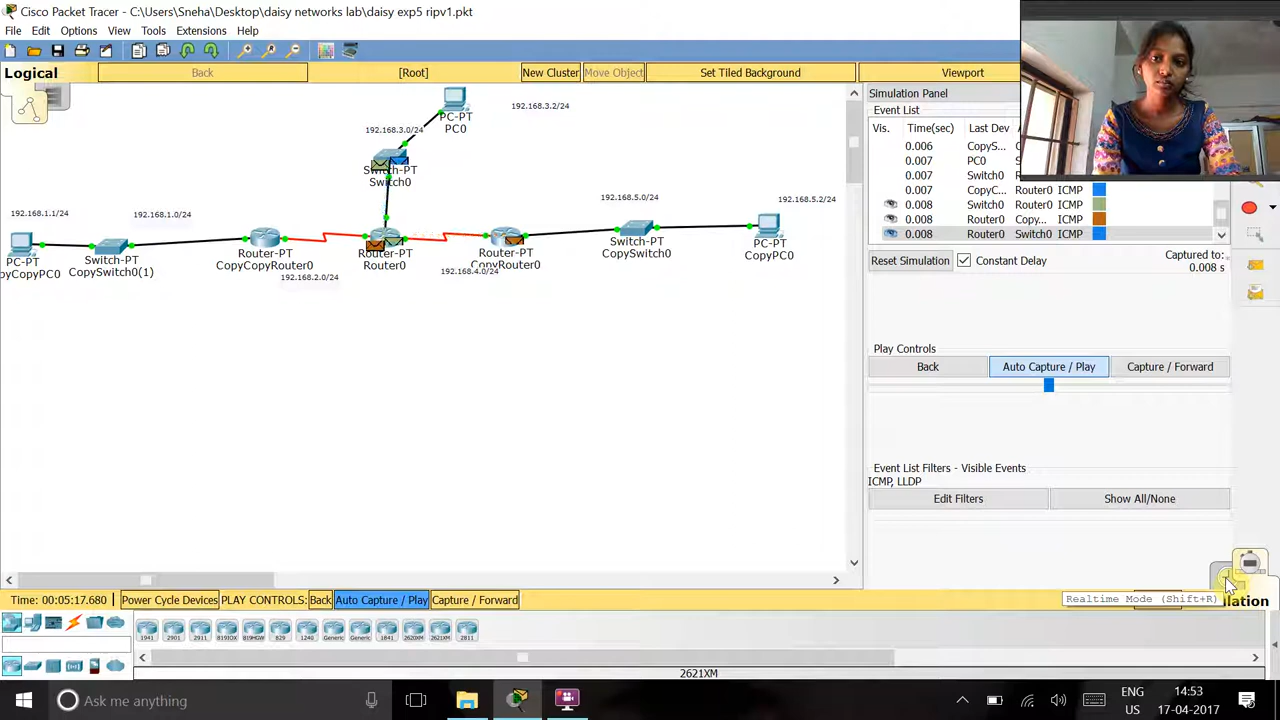 Cisco Packet Tracer - C:\Users\Sneha\Desktop\daisy networks lab\daisy exp5 ripv1.pkt
File Edit Options View Tools Extensions Help
Logical Back [Root] New Cluster Move Object Set Tiled Background Viewport
Simulation Panel
Event List
Vis. Time(sec) Last Dev
0.006 CopyS...
0.007 PC0
0.007 Switch0
0.007 CopyC... Router0 ICMP
0.008 Switch0 Router0 ICMP
0.008 Router0 Copy... ICMP
0.008 Router0 Switch0 ICMP
Reset Simulation Constant Delay Captured to:
0.008 s
Play Controls
Back Auto Capture / Play Capture / Forward
Event List Filters - Visible Events
ICMP, LLDP
Edit Filters Show All/None
192.168.3.2/24
PC-PT
PC0
192.168.3.0/24
Switch-PT
Switch0
192.168.1.1/24
192.168.1.0/24
192.168.5.0/24
192.168.5.2/24
PC-PT
pyCopyPC0
Switch-PT
CopySwitch0(1)
Router-PT
CopyCopyRouter0
192.168.2.0/24
Router-PT
Router0
Router-PT
CopyRouter0
192.168.4.0/24
Switch-PT
CopySwitch0
PC-PT
CopyPC0
Realtime Mode (Shift+R)
Time: 00:05:17.680 Power Cycle Devices PLAY CONTROLS: Back Auto Capture / Play Capture / Forward
lation
1941 2901 2911 819IOX 819HGW 829 1240 Generic Generic 1841 2620XM 2621XM 2811
2621XM
Ask me anything
ENG
US
14:53
17-04-2017